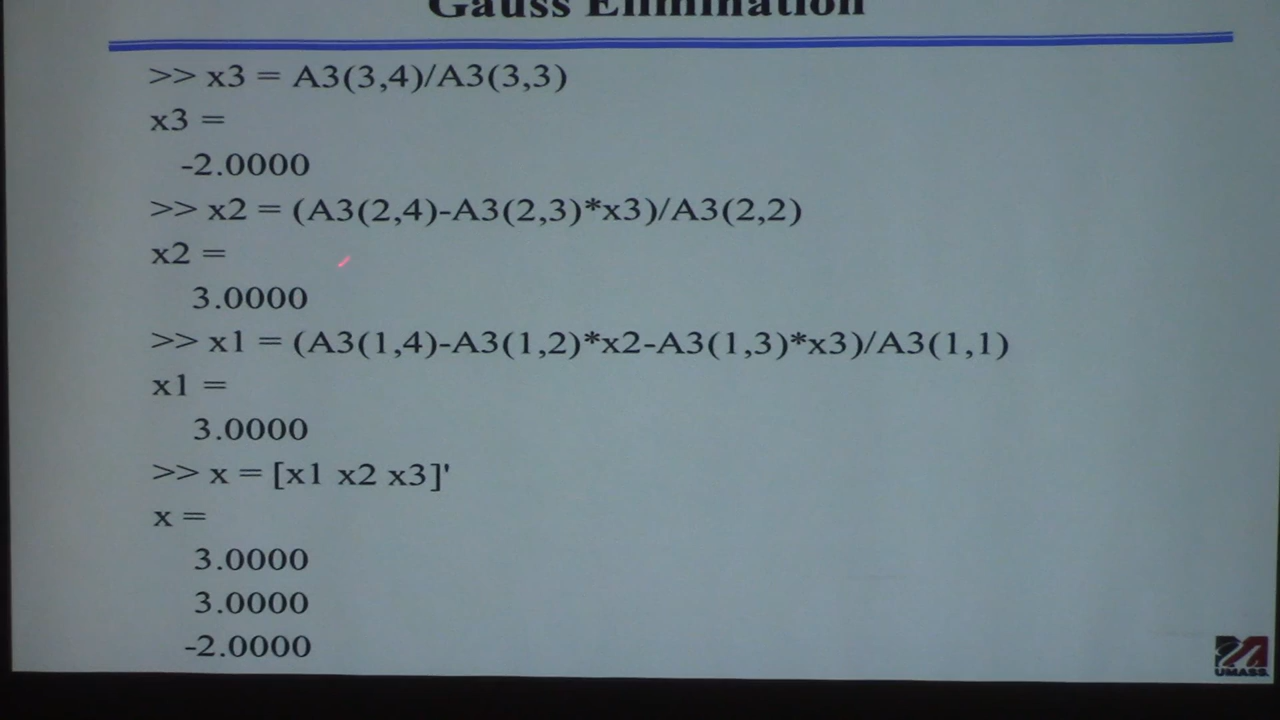 Gauss Elimination
>> x3 = A3(3,4)/A3(3,3)
x3 =
-2.0000
>> x2 = (A3(2,4)-A3(2,3)*x3)/A3(2,2)
x2 =
3.0000
>> x1 = (A3(1,4)-A3(1,2)*x2-A3(1,3)*x3)/A3(1,1)
x1 =
3.0000
>> x = [x1 x2 x3]'
x =
3.0000
3.0000
-2.0000
UMASS